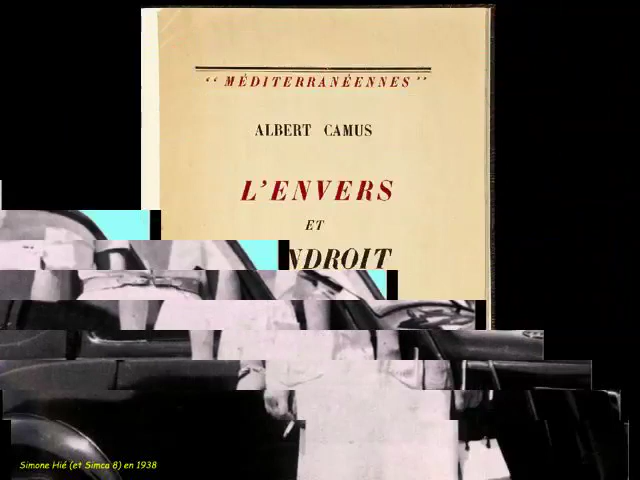 “MÉDITERRANÉENNES”
ALBERT CAMUS
L’ENVERS
ET
NDROIT
Simone Hié (et Simca 8) en 1938